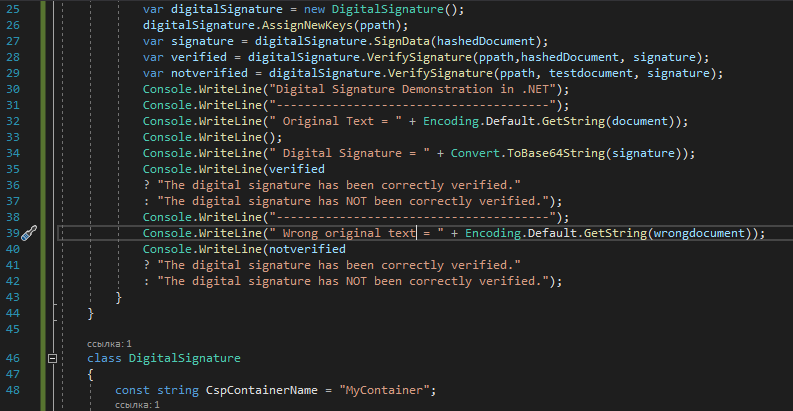 25 var digitalSignature = new DigitalSignature();
26 digitalSignature.AssignNewKeys(ppath);
27 var signature = digitalSignature.SignData(hashedDocument);
28 var verified = digitalSignature.VerifySignature(ppath,hashedDocument, signature);
29 var notverified = digitalSignature.VerifySignature(ppath, testdocument, signature);
30 Console.WriteLine("Digital Signature Demonstration in .NET");
31 Console.WriteLine("---------------------------------------");
32 Console.WriteLine(" Original Text = " + Encoding.Default.GetString(document));
33 Console.WriteLine();
34 Console.WriteLine(" Digital Signature = " + Convert.ToBase64String(signature));
35 Console.WriteLine(verified
36 ? "The digital signature has been correctly verified."
37 : "The digital signature has NOT been correctly verified.");
38 Console.WriteLine("---------------------------------------");
39 Console.WriteLine(" Wrong original text = " + Encoding.Default.GetString(wrongdocument));
40 Console.WriteLine(notverified
41 ? "The digital signature has been correctly verified."
42 : "The digital signature has NOT been correctly verified.");
43 }
44 }
45
ссылка: 1
46 class DigitalSignature
47 {
48 const string CspContainerName = "MyContainer";
ссылка: 1